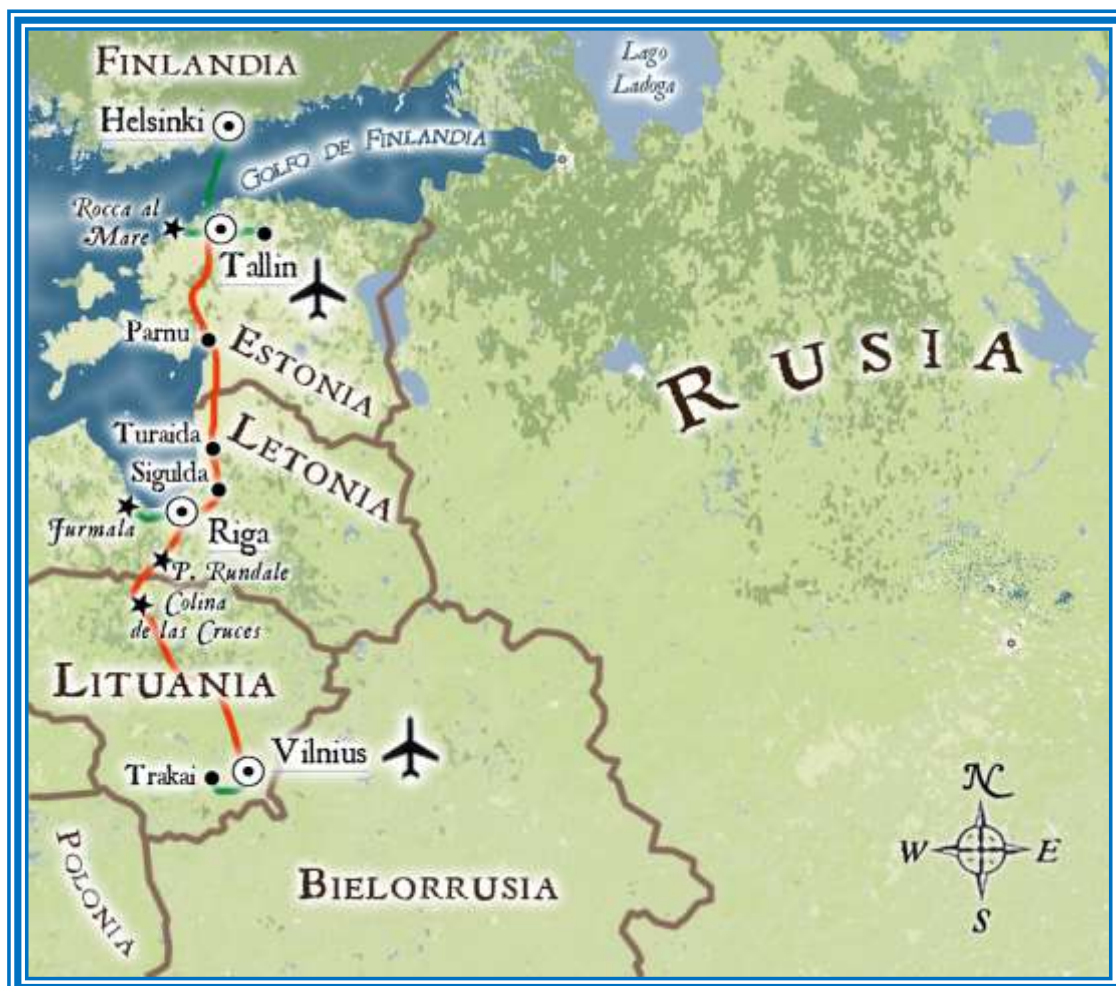 FINLANDIA
Lago
Ladoga
Helsinki
GOLFO DE FINLANDIA
Rocca al
Mare
Tallin
Parnu
ESTONIA
RUSIA
LETONIA
Turaida
Sigulda
Jurmala
Riga
P. Rundale
Colina
de las Cruces
LITUANIA
Vilnius
Trakai
POLONIA
BIELORRUSIA
N
W
E
S